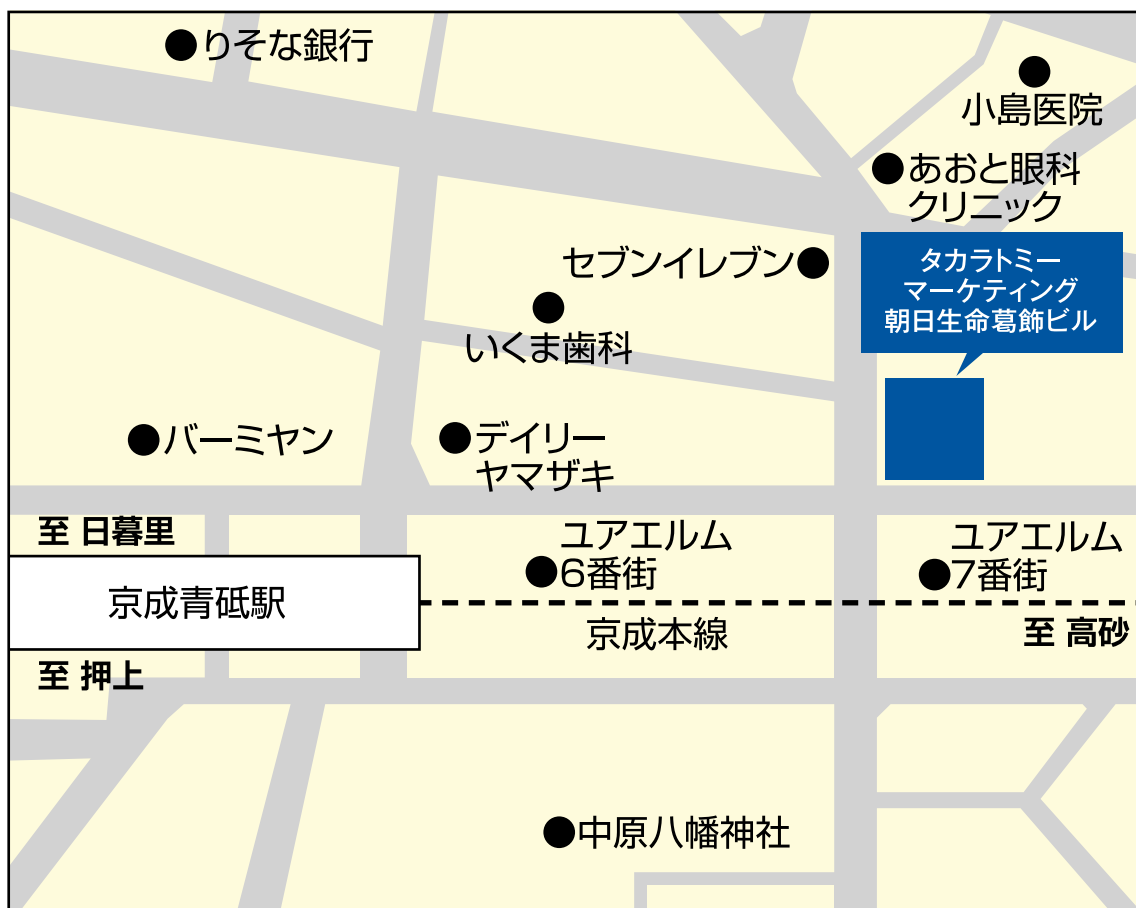 りそな銀行
小島医院
あおと眼科
クリニック
セブンイレブン
タカラトミー
マーケティング
朝日生命葛飾ビル
いくま歯科
バーミヤン
デイリー
ヤマザキ
至 日暮里
ユアエルム
6番街
ユアエルム
7番街
京成青砥駅
京成本線
至 高砂
至 押上
中原八幡神社